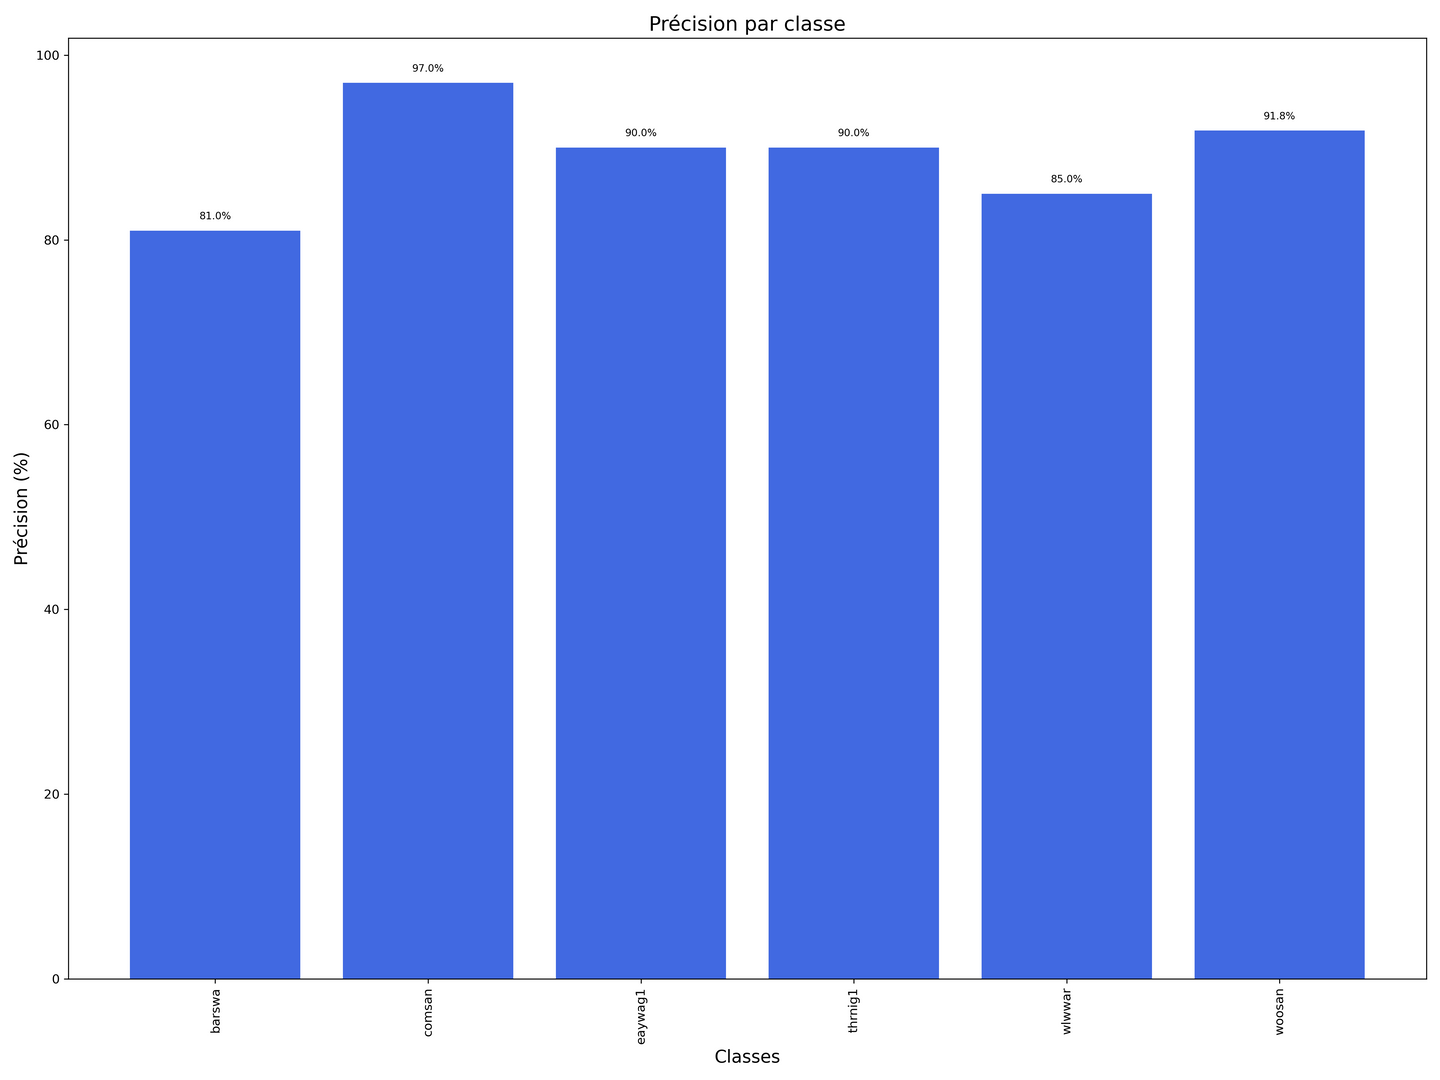 Précision par classe
Précision (%)
100
80
60
40
20
0
81.0%
97.0%
90.0%
90.0%
85.0%
91.8%
barswa
comsan
eaywag1
thrnig1
wlwwar
woosan
Classes